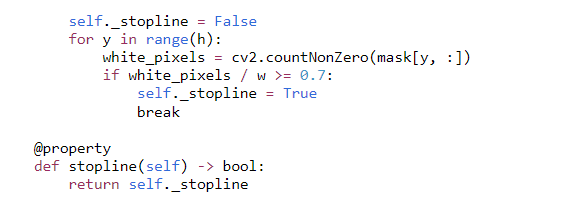 self._stopline = False
for y in range(h):
    white_pixels = cv2.countNonZero(mask[y, :])
    if white_pixels / w >= 0.7:
        self._stopline = True
        break
@property
def stopline(self) -> bool:
    return self._stopline